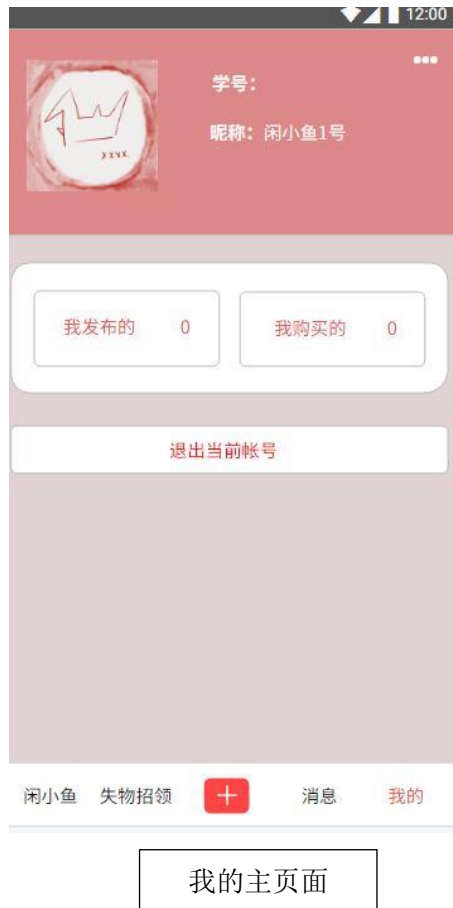 12:00
学号：
昵称：闲小鱼1号
XXYX
我发布的 0 我购买的 0
退出当前帐号
闲小鱼 失物招领 + 消息 我的
我的主页面